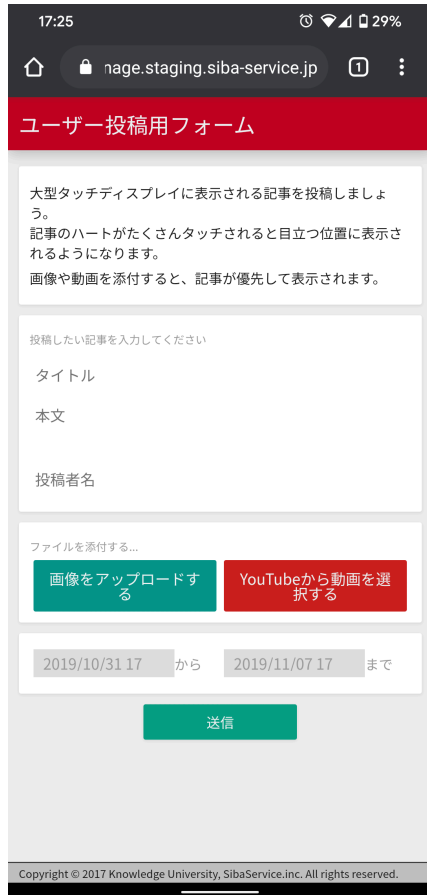 17:25
29%
nage.staging.siba-service.jp
1
ユーザー投稿用フォーム
大型タッチディスプレイに表示される記事を投稿しましょ
う。
記事のハートがたくさんタッチされると目立つ位置に表示さ
れるようになります。
画像や動画を添付すると、記事が優先して表示されます。
投稿したい記事を入力してください
タイトル
本文
投稿者名
ファイルを添付する...
画像をアップロードす
る
YouTubeから動画を選
択する
2019/10/31 17 から 2019/11/07 17 まで
送信
Copyright © 2017 Knowledge University, SibaService.inc. All rights reserved.